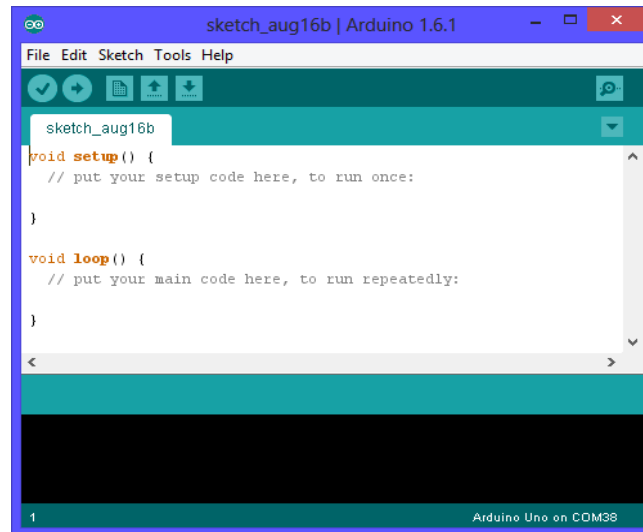 sketch_aug16b | Arduino 1.6.1
File Edit Sketch Tools Help
sketch_aug16b
void setup() {
  // put your setup code here, to run once:
}
void loop() {
  // put your main code here, to run repeatedly:
}
1 Arduino Uno on COM38